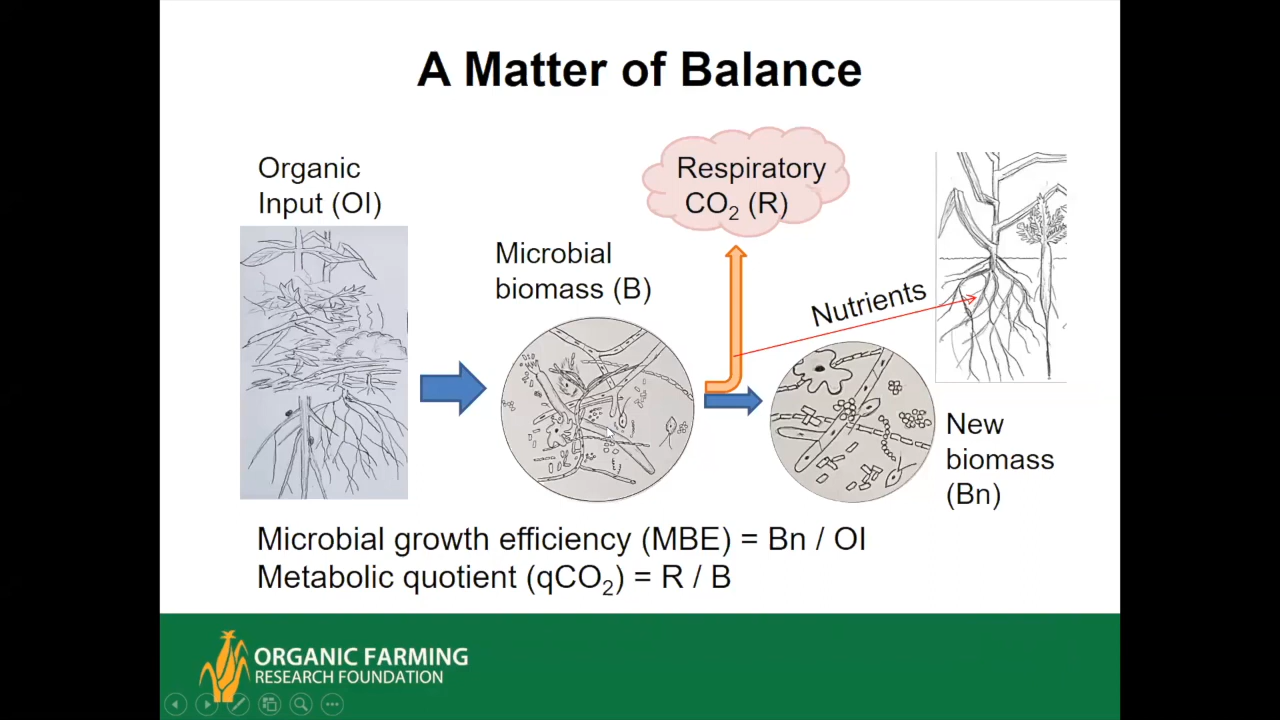 A Matter of Balance
Organic
Input (OI)
Microbial
biomass (B)
Respiratory
CO₂ (R)
Nutrients
New
biomass
(Bn)
Microbial growth efficiency (MBE) = Bn / OI
Metabolic quotient (qCO₂) = R / B
ORGANIC FARMING
RESEARCH FOUNDATION